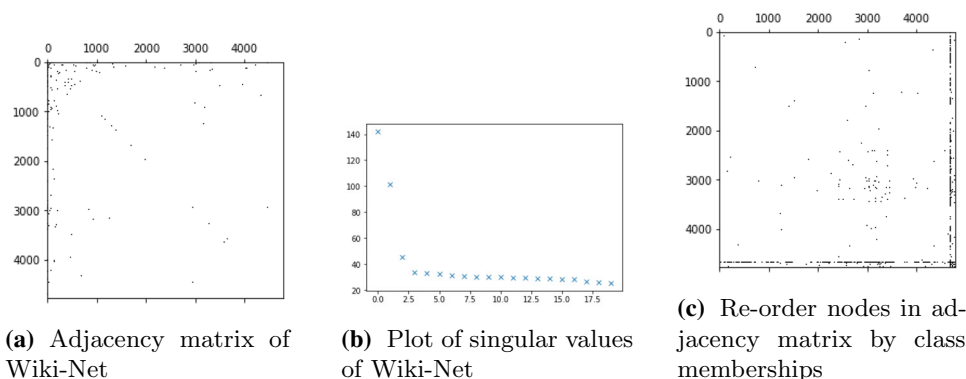 0 1000 2000 3000 4000
0
1000
2000
3000
4000
(a) Adjacency matrix of
Wiki-Net
140
120
100
80
60
40
20
0.0 2.5 5.0 7.5 10.0 12.5 15.0 17.5
(b) Plot of singular values
of Wiki-Net
0 1000 2000 3000 4000
0
1000
2000
3000
4000
(c) Re-order nodes in ad-
jacency matrix by class
memberships